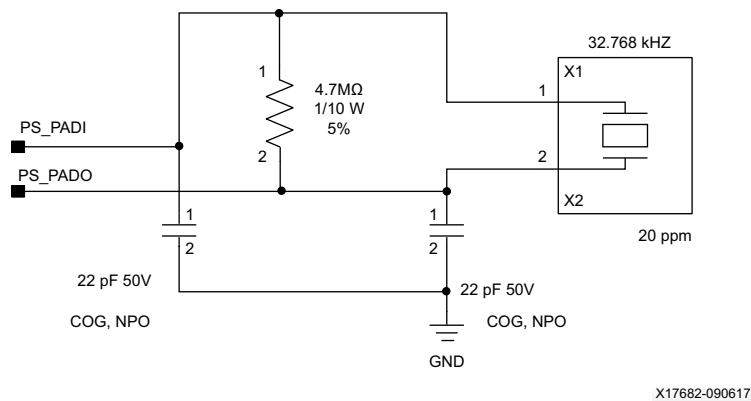 32.768 kHZ
X1
1
1
4.7MΩ
1/10 W
5%
PS_PADI
2
2
PS_PADO
X2
1
1
2
2
20 ppm
22 pF 50V
22 pF 50V
COG, NPO
COG, NPO
GND
X17682-090617